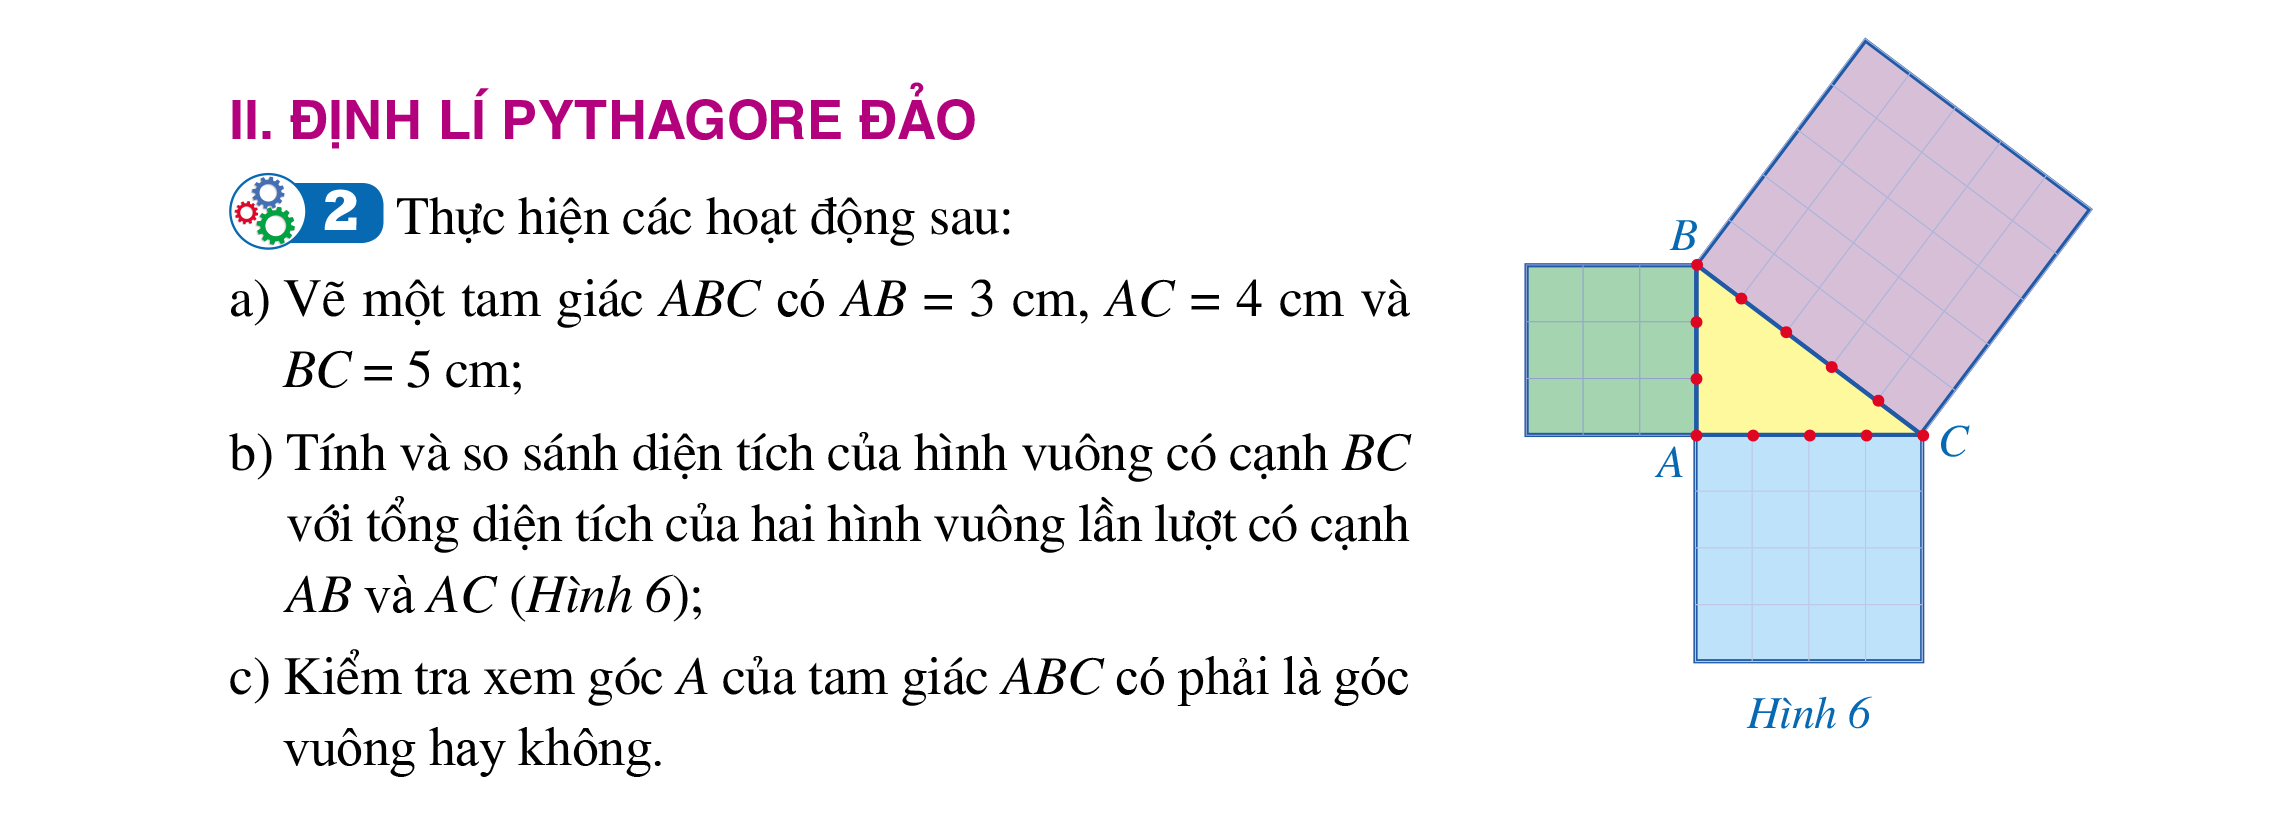 II. ĐỊNH LÍ PYTHAGORE ĐẢO
2 Thực hiện các hoạt động sau:
a) Vẽ một tam giác ABC có AB = 3 cm, AC = 4 cm và
BC = 5 cm;
b) Tính và so sánh diện tích của hình vuông có cạnh BC
với tổng diện tích của hai hình vuông lần lượt có cạnh
AB và AC (Hình 6);
c) Kiểm tra xem góc A của tam giác ABC có phải là góc
vuông hay không.
B
A
C
Hình 6